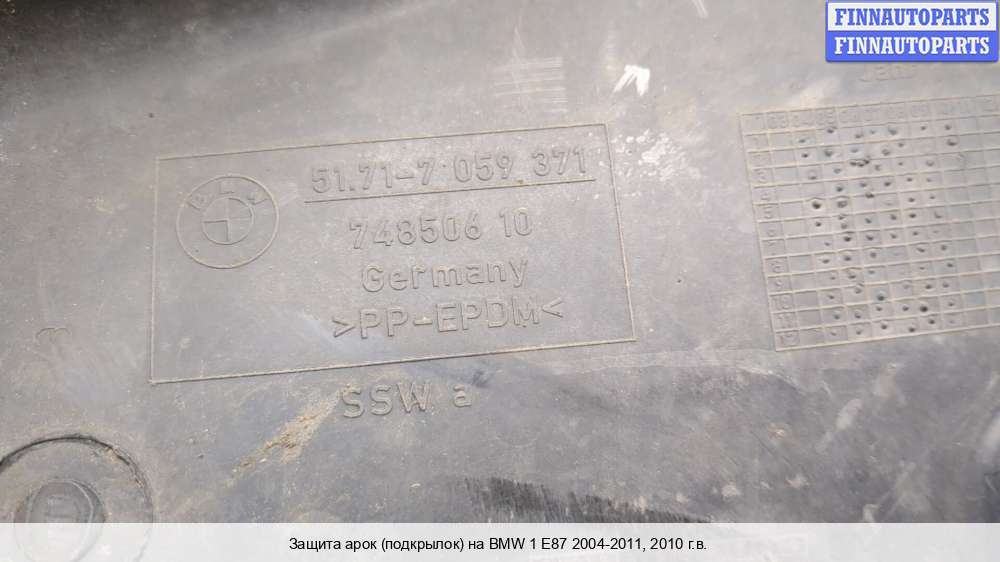 FINNAUTOPARTS
FINNAUTOPARTS
BMW
51.71-7 059 371
748506 10
Germany
>PP-EPDM<
SSW a
Защита арок (подкрылок) на BMW 1 E87 2004-2011, 2010 г.в.